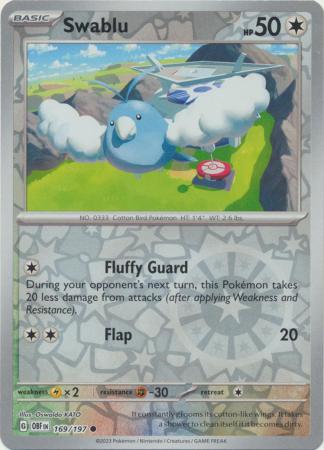 BASIC
Swablu
HP 50
NO. 0333 Cotton Bird Pokémon HT: 1'4" WT: 2.6 lbs.
Fluffy Guard
During your opponent's next turn, this Pokémon takes
20 less damage from attacks (after applying Weakness and
Resistance).
Flap 20
weakness ×2 resistance -30 retreat
Illus. Oswaldo KATO
G OBF EN 169/197
It constantly grooms its cotton-like wings. It takes
a bath to clean itself if it becomes dirty.
©2023 Pokémon / Nintendo / Creatures / GAME FREAK